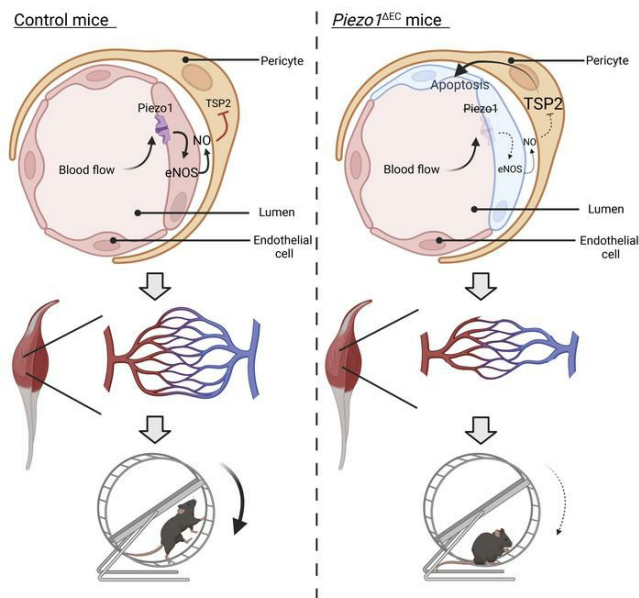 Control mice
Pericyte
Piezo1
TSP2
NO
Blood flow
eNOS
Lumen
Endothelial
cell
Piezo1ΔEC mice
Pericyte
Apoptosis
TSP2
Piezo1
NO
Blood flow
eNOS
Lumen
Endothelial
cell